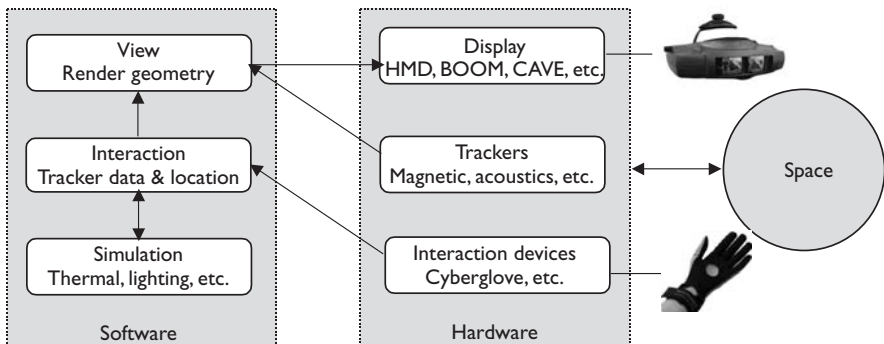 View
Render geometry
Interaction
Tracker data & location
Simulation
Thermal, lighting, etc.
Software
Display
HMD, BOOM, CAVE, etc.
Trackers
Magnetic, acoustics, etc.
Interaction devices
Cyberglove, etc.
Hardware
Space